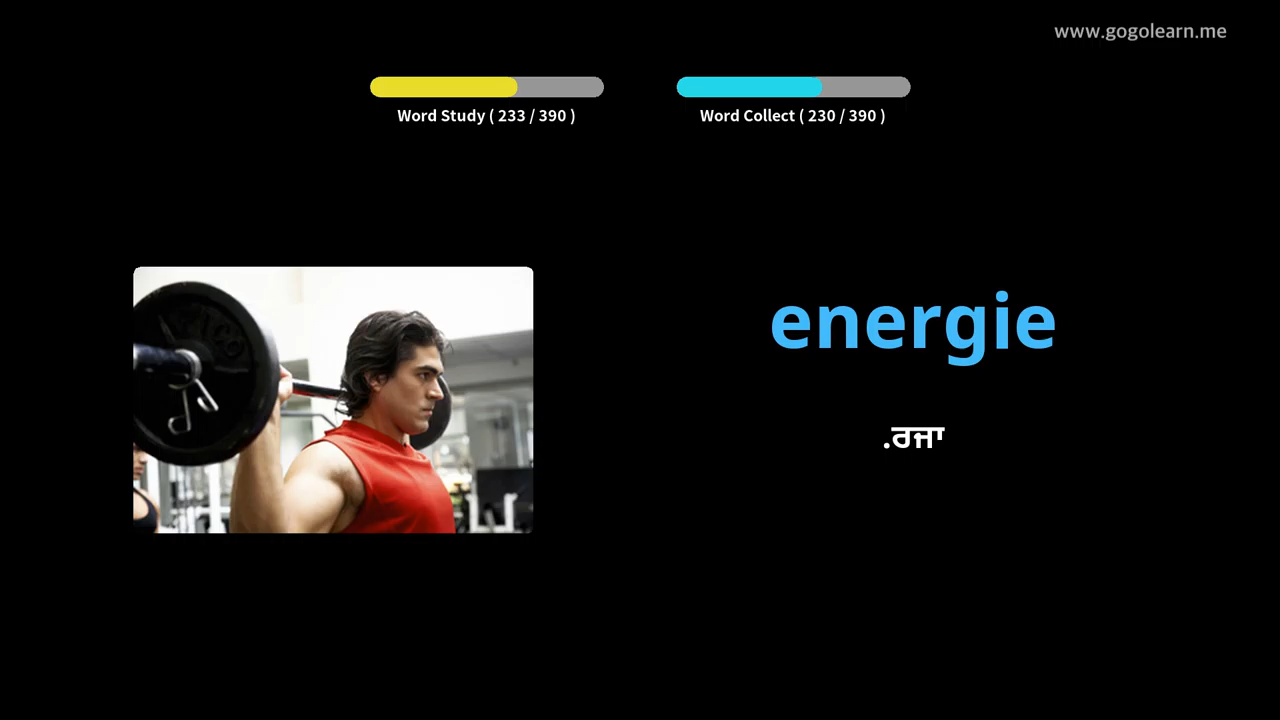 www.gogolearn.me
Word Study ( 233 / 390 )
Word Collect ( 230 / 390 )
energie
.ਰਜਾ